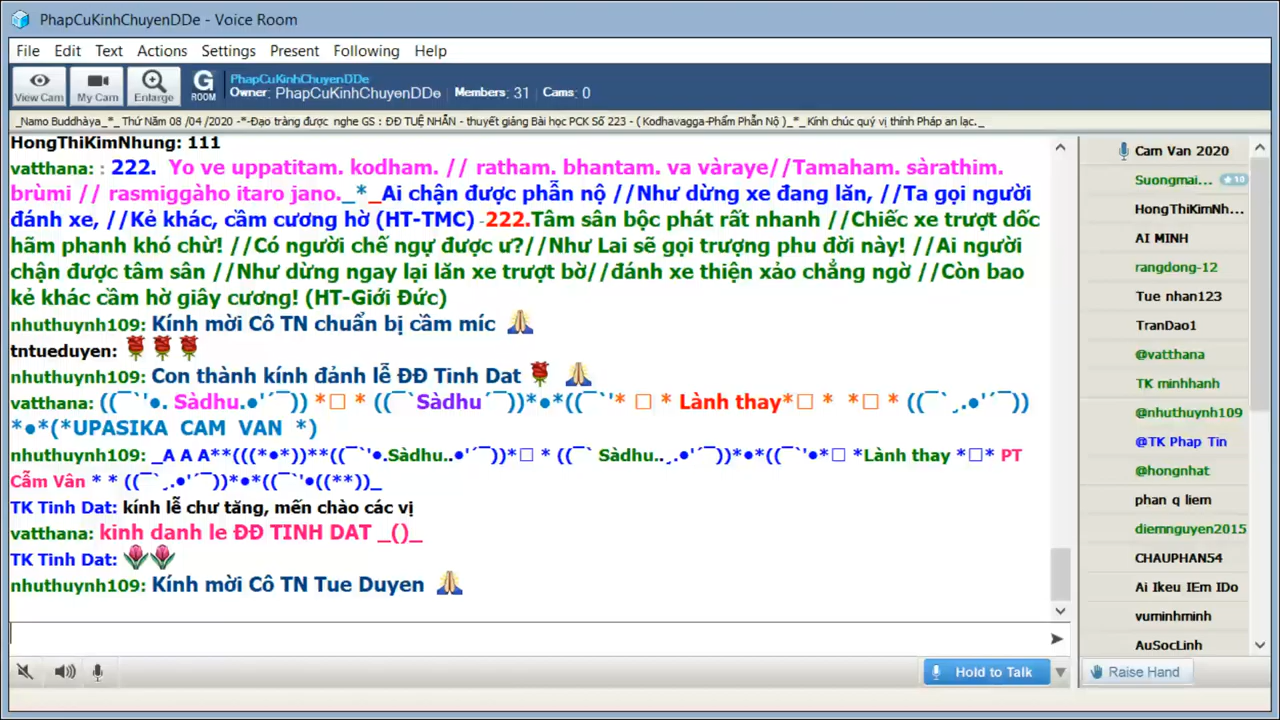 PhapCuKinhChuyenDDe - Voice Room
File Edit Text Actions Settings Present Following Help
View Cam My Cam Enlarge G ROOM
PhapCuKinhChuyenDDe
Owner: PhapCuKinhChuyenDDe Members: 31 Cams: 0
_Namo Buddhàya_*_ Thứ Năm 08 /04 /2020 -*-Đạo tràng được nghe GS : ĐĐ TUỆ NHẪN - thuyết giảng Bài học PCK Số 223 - ( Kodhavagga-Phẩm Phẫn Nộ )_*_Kính chúc quý vị thính Pháp an lạc._
HongThiKimNhung: 111
vatthana: : 222. Yo ve uppatitam. kodham. // ratham. bhantam. va vàraye//Tamaham. sàrathim.
brùmi // rasmiggàho itaro jano._*_Ai chận được phẫn nộ //Như dừng xe đang lăn, //Ta gọi người
đánh xe, //Kẻ khác, cầm cương hờ (HT-TMC) -222.Tâm sân bộc phát rất nhanh //Chiếc xe trượt dốc
hãm phanh khó chừ! //Có người chế ngự được ư?//Như Lai sẽ gọi trượng phu đời này! //Ai người
chận được tâm sân //Như dừng ngay lại lăn xe trượt bờ//đánh xe thiện xảo chẳng ngờ //Còn bao
kẻ khác cầm hờ giây cương! (HT-Giới Đức)
nhuthuynh109: Kính mời Cô TN chuẩn bị cầm míc 🙏
tntueduyen: 🌹🌹🌹
nhuthuynh109: Con thành kính đảnh lễ ĐĐ Tinh Dat 🌹 🙏
vatthana: ((¯`'●. Sàdhu.●'´¯)) *□ * ((¯`Sàdhu´¯))*●*((¯`'* □ * Lành thay*□ * *□ * ((¯`¸.●'´¯))
*●*(*UPASIKA CAM VAN *)
nhuthuynh109: _A A A**(((*●*))**((¯`'●.Sàdhu..●'´¯))*□ * ((¯` Sàdhu..¸.●'´¯))*●*((¯`'●*□ *Lành thay *□* PT
Cẫm Vân * * ((¯`¸.●'´¯))*●*((¯`'●((**))_
TK Tinh Dat: kính lễ chư tăng, mến chào các vị
vatthana: kinh danh le ĐĐ TINH DAT _()_
TK Tinh Dat: 🌷🌷
nhuthuynh109: Kính mời Cô TN Tue Duyen 🙏
Hold to Talk
Cam Van 2020
Suongmai... ★10
HongThiKimNh...
AI MINH
rangdong-12
Tue nhan123
TranDao1
@vatthana
TK minhhanh
@nhuthuynh109
@TK Phap Tin
@hongnhat
phan q liem
diemnguyen2015
CHAUPHAN54
Ai Ikeu IEm IDo
vuminhminh
AuSocLinh
Raise Hand